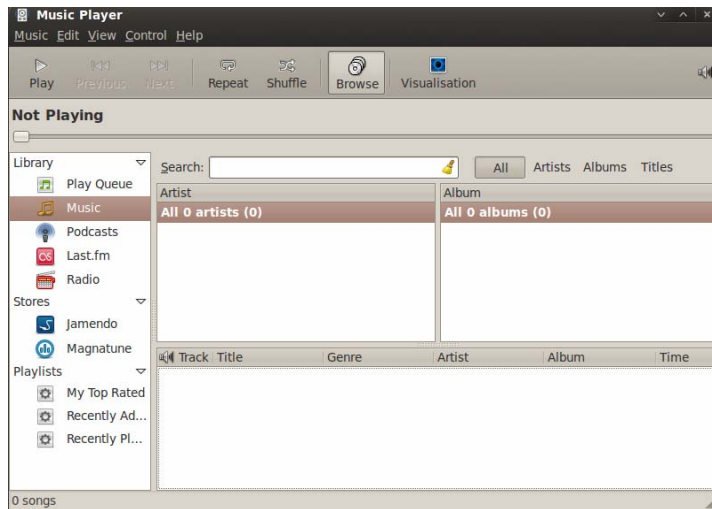 Music Player
Music Edit View Control Help
Play Previous Next Repeat Shuffle Browse Visualisation
Not Playing
Library
Play Queue
Music
Podcasts
Last.fm
Radio
Stores
Jamendo
Magnatune
Playlists
My Top Rated
Recently Ad...
Recently Pl...
Search: All Artists Albums Titles
Artist
All 0 artists (0)
Album
All 0 albums (0)
Track Title Genre Artist Album Time
0 songs